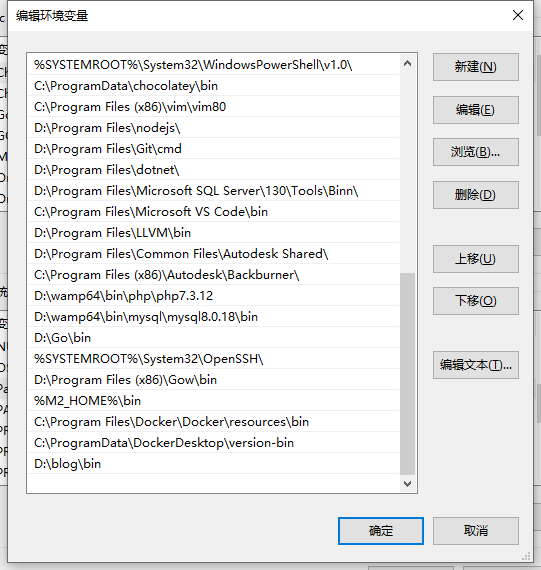 编辑环境变量
%SYSTEMROOT%\System32\WindowsPowerShell\v1.0\
新建(N)
C:\ProgramData\chocolatey\bin
C:\Program Files (x86)\vim\vim80
编辑(E)
D:\Program Files\nodejs\
D:\Program Files\Git\cmd
浏览(B)...
D:\Program Files\dotnet\
D:\Program Files\Microsoft SQL Server\130\Tools\Binn\
删除(D)
C:\Program Files\Microsoft VS Code\bin
D:\Program Files\LLVM\bin
D:\Program Files\Common Files\Autodesk Shared\
上移(U)
C:\Program Files (x86)\Autodesk\Backburner\
D:\wamp64\bin\php\php7.3.12
下移(O)
D:\wamp64\bin\mysql\mysql8.0.18\bin
D:\Go\bin
%SYSTEMROOT%\System32\OpenSSH\
编辑文本(T)...
D:\Program Files (x86)\Gow\bin
%M2_HOME%\bin
C:\Program Files\Docker\Docker\resources\bin
C:\ProgramData\DockerDesktop\version-bin
D:\blog\bin
确定
取消